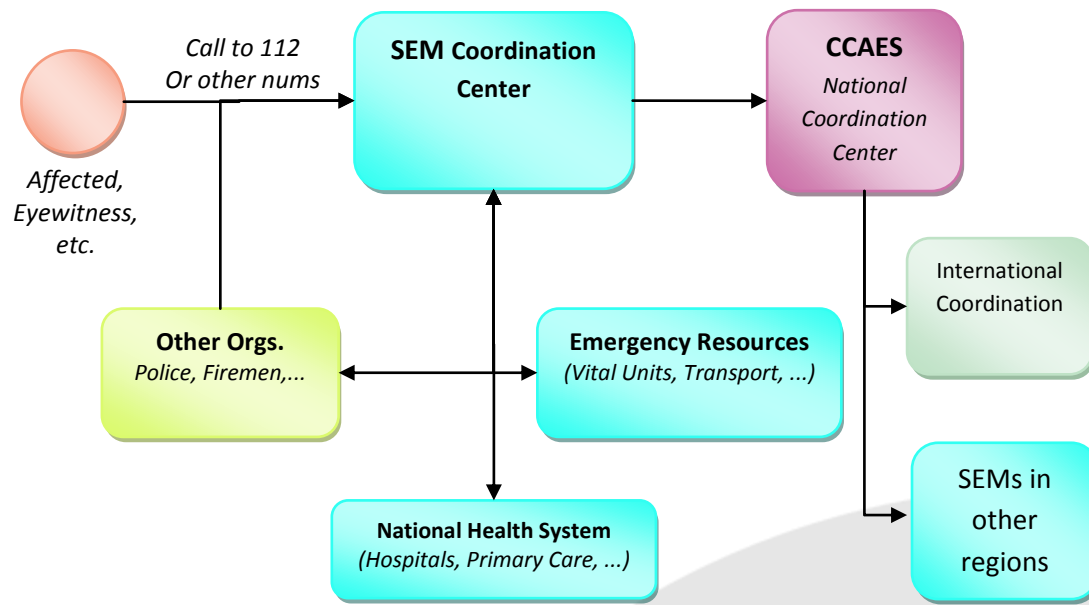 Call to 112
Or other nums
SEM Coordination
Center
CCAES
National
Coordination
Center
Affected,
Eyewitness,
etc.
International
Coordination
Other Orgs.
Police, Firemen,...
Emergency Resources
(Vital Units, Transport, ...)
SEMs in
other
regions
National Health System
(Hospitals, Primary Care, ...)